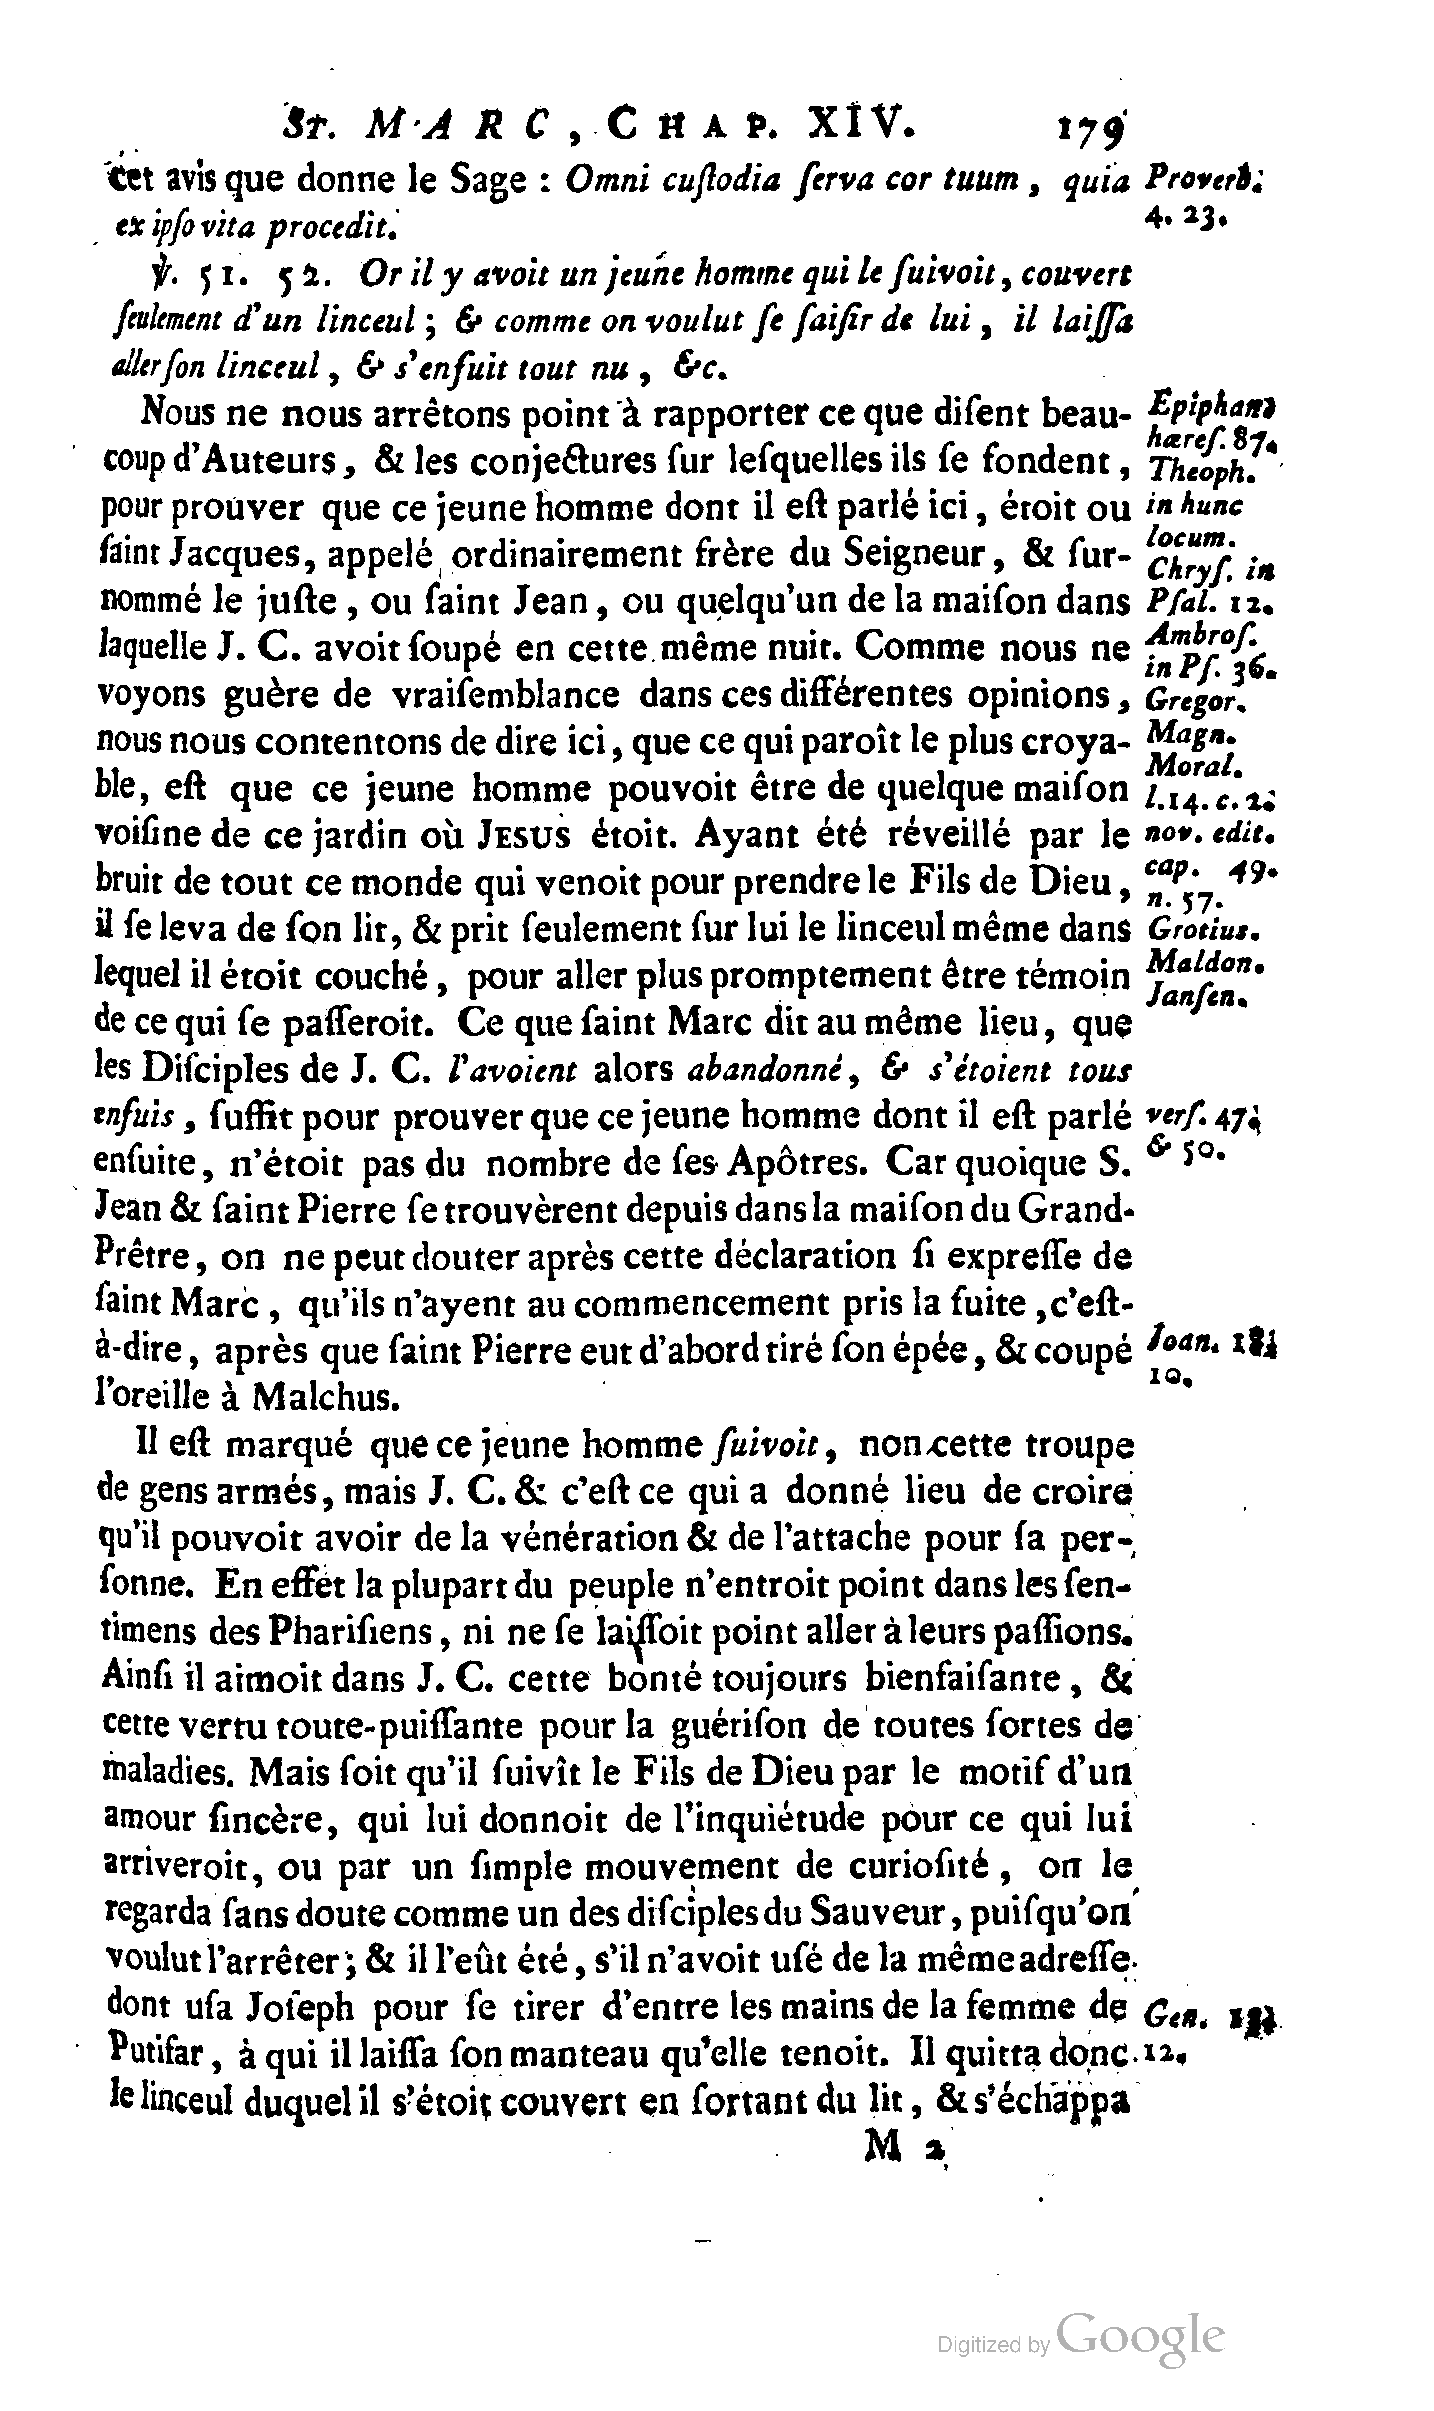 St. MARC, CHAP. XIV. 179
cet avis que donne le Sage : Omni cuſtodia ſerva cor tuum, quia
ex ipſo vita procedit.
Proverb.
4. 23.
℣. 51. 52. Or il y avoit un jeune homme qui le ſuivoit, couvert
ſeulement d'un linceul ; & comme on voulut ſe ſaiſir de lui, il laiſſa
aller ſon linceul, & s'enfuit tout nu, &c.
Nous ne nous arrêtons point à rapporter ce que diſent beau-
coup d'Auteurs, & les conjectures ſur leſquelles ils ſe fondent,
pour prouver que ce jeune homme dont il eſt parlé ici, étoit ou
ſaint Jacques, appelé ordinairement frère du Seigneur, & ſur-
nommé le juſte, ou ſaint Jean, ou quelqu'un de la maiſon dans
laquelle J. C. avoit ſoupé en cette même nuit. Comme nous ne
voyons guère de vraiſemblance dans ces différentes opinions,
nous nous contentons de dire ici, que ce qui paroît le plus croya-
ble, eſt que ce jeune homme pouvoit être de quelque maiſon
voiſine de ce jardin où JESUS étoit. Ayant été réveillé par le
bruit de tout ce monde qui venoit pour prendre le Fils de Dieu,
il ſe leva de ſon lit, & prit ſeulement ſur lui le linceul même dans
lequel il étoit couché, pour aller plus promptement être témoin
de ce qui ſe paſſeroit. Ce que ſaint Marc dit au même lieu, que
les Diſciples de J. C. l'avoient alors abandonné, & s'étoient tous
enfuis, ſuffit pour prouver que ce jeune homme dont il eſt parlé
enſuite, n'étoit pas du nombre de ſes Apôtres. Car quoique S.
Jean & ſaint Pierre ſe trouvèrent depuis dans la maiſon du Grand-
Prêtre, on ne peut douter après cette déclaration ſi expreſſe de
ſaint Marc, qu'ils n'ayent au commencement pris la fuite, c'eſt-
à-dire, après que ſaint Pierre eut d'abord tiré ſon épée, & coupé
l'oreille à Malchus.
Epiphan.
hæreſ. 87.
Theoph.
in hunc
locum.
Chryſ. in
Pſal. 12.
Ambroſ.
in Pſ. 36.
Gregor.
Magn.
Moral.
l. 14. c. 2.
nov. edit.
cap. 49.
n. 57.
Grotius.
Maldon.
Janſen.
verſ. 47.
& 50.
Joan. 18.
10.
Il eſt marqué que ce jeune homme ſuivoit, non cette troupe
de gens armés, mais J. C. & c'eſt ce qui a donné lieu de croire
qu'il pouvoit avoir de la vénération & de l'attache pour ſa per-
ſonne. En effet la plupart du peuple n'entroit point dans les ſen-
timens des Phariſiens, ni ne ſe laiſſoit point aller à leurs paſſions.
Ainſi il aimoit dans J. C. cette bonté toujours bienfaiſante, &
cette vertu toute-puiſſante pour la guériſon de toutes ſortes de
maladies. Mais ſoit qu'il ſuivît le Fils de Dieu par le motif d'un
amour ſincère, qui lui donnoit de l'inquiétude pour ce qui lui
arriveroit, ou par un ſimple mouvement de curioſité, on le
regarda ſans doute comme un des diſciples du Sauveur, puiſqu'on
voulut l'arrêter ; & il l'eût été, s'il n'avoit uſé de la même adreſſe
dont uſa Joſeph pour ſe tirer d'entre les mains de la femme de
Putifar, à qui il laiſſa ſon manteau qu'elle tenoit. Il quitta donc
le linceul duquel il s'étoit couvert en ſortant du lit, & s'échappa
Gen.
12.
M 2
Digitized by Google